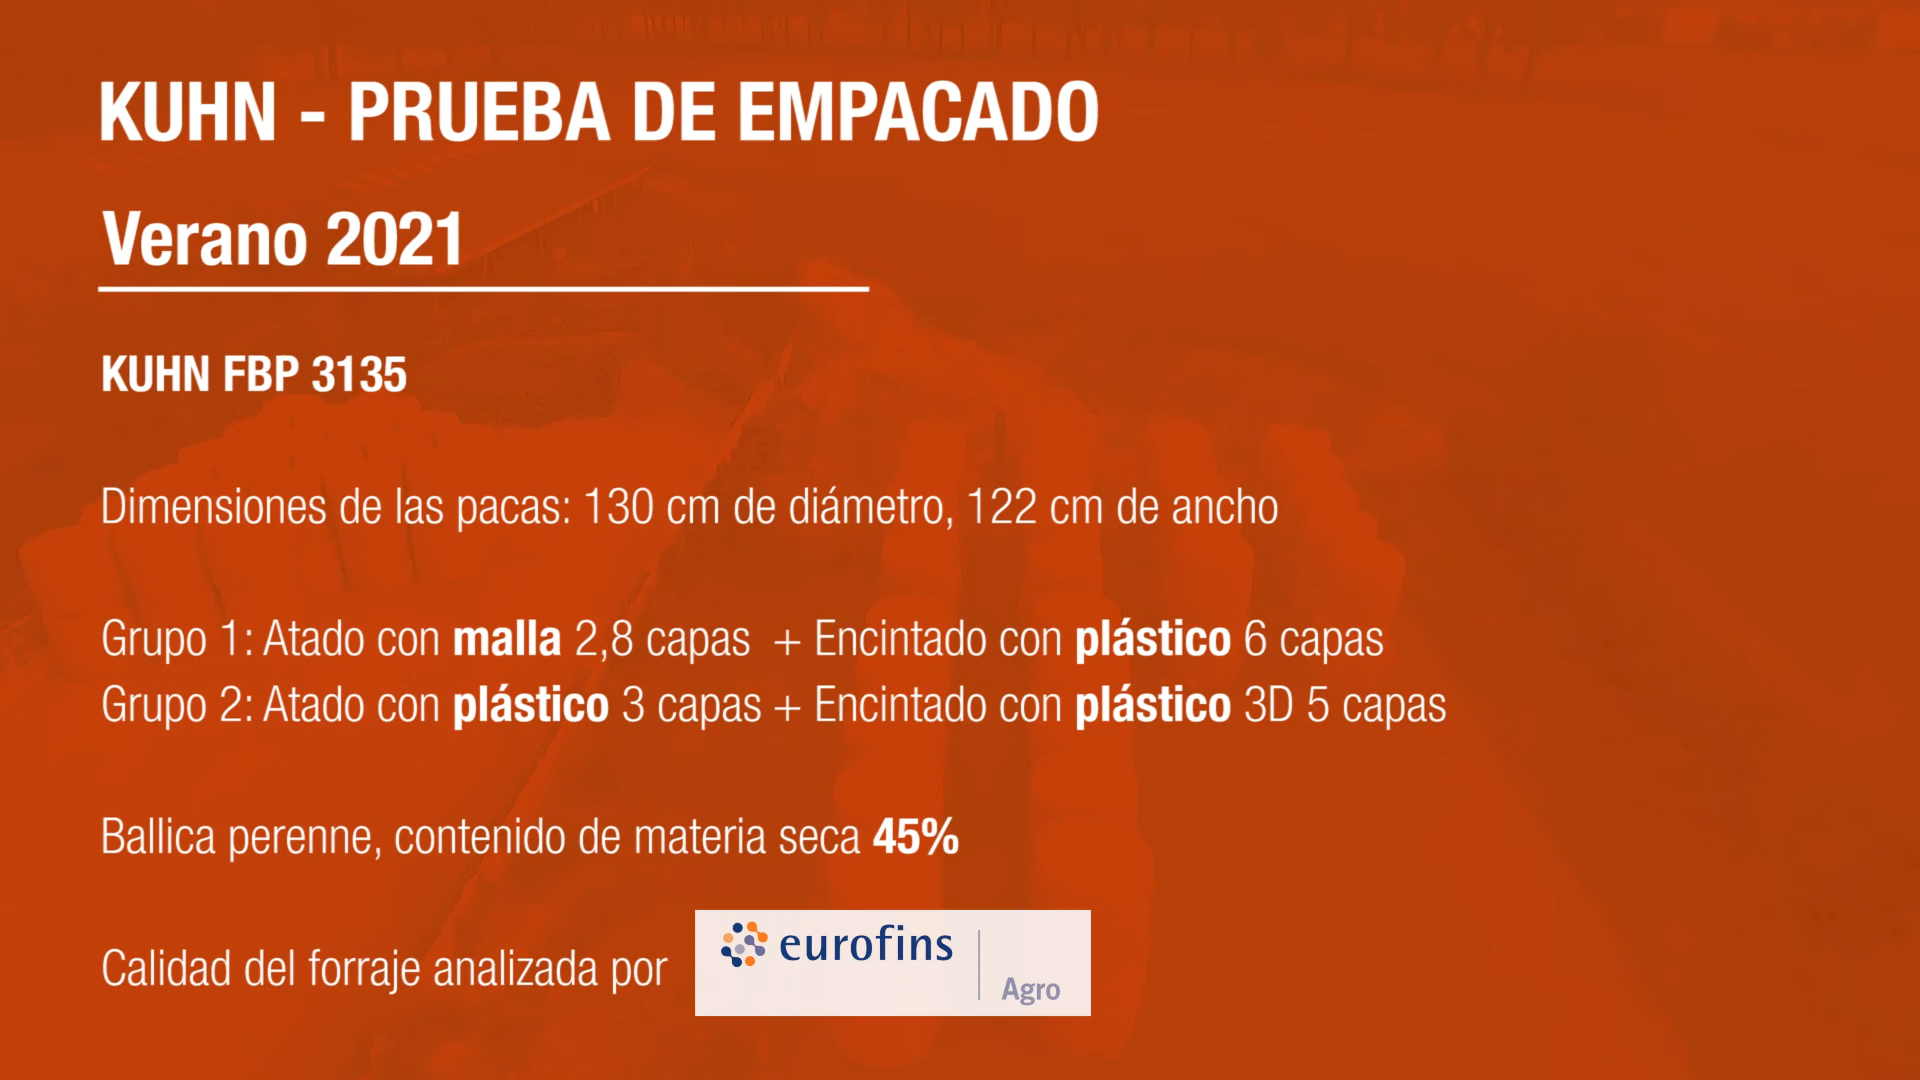 KUHN - PRUEBA DE EMPACADO
Verano 2021
KUHN FBP 3135
Dimensiones de las pacas: 130 cm de diámetro, 122 cm de ancho
Grupo 1: Atado con malla 2,8 capas + Encintado con plástico 6 capas
Grupo 2: Atado con plástico 3 capas + Encintado con plástico 3D 5 capas
Ballica perenne, contenido de materia seca 45%
Calidad del forraje analizada por eurofins Agro